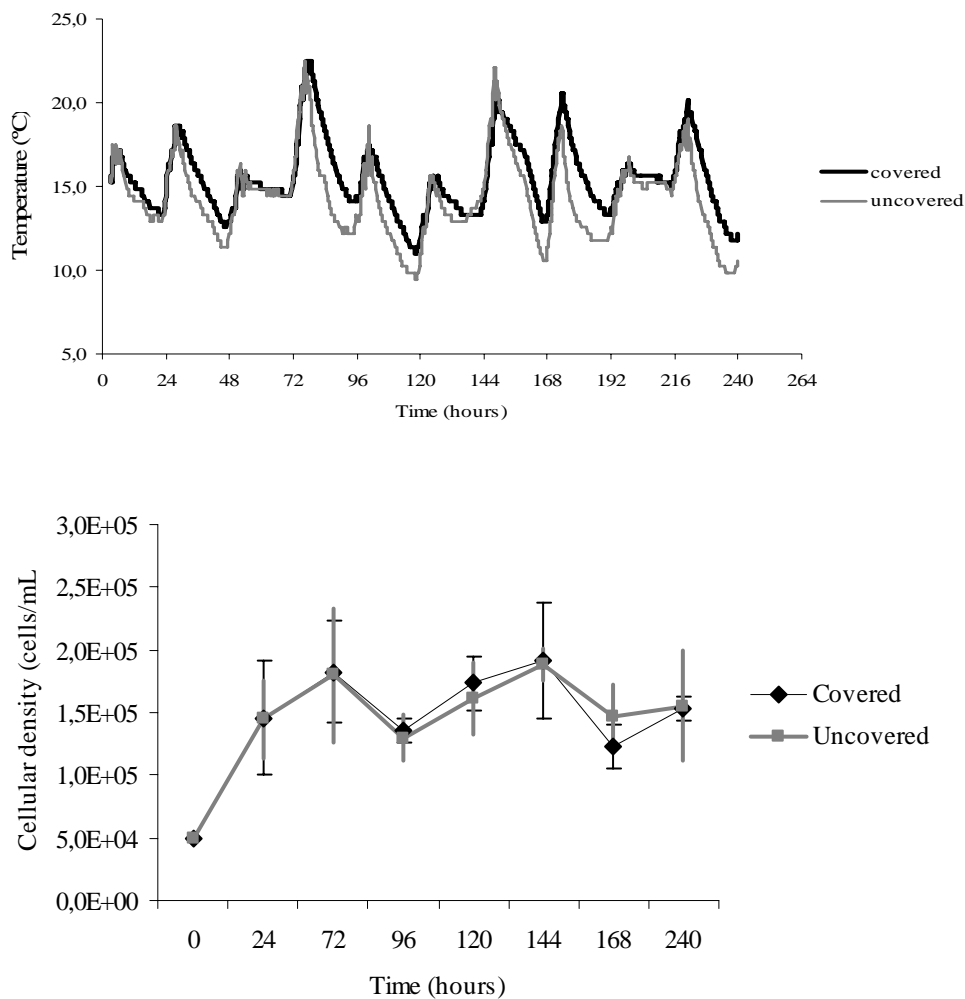 25,0
20,0
15,0
10,0
5,0
Temperature (ºC)
0 24 48 72 96 120 144 168 192 216 240 264
Time (hours)
covered
uncovered
3,0E+05
2,5E+05
2,0E+05
1,5E+05
1,0E+05
5,0E+04
0,0E+00
Cellular density (cells/mL
0 24 72 96 120 144 168 240
Time (hours)
Covered
Uncovered